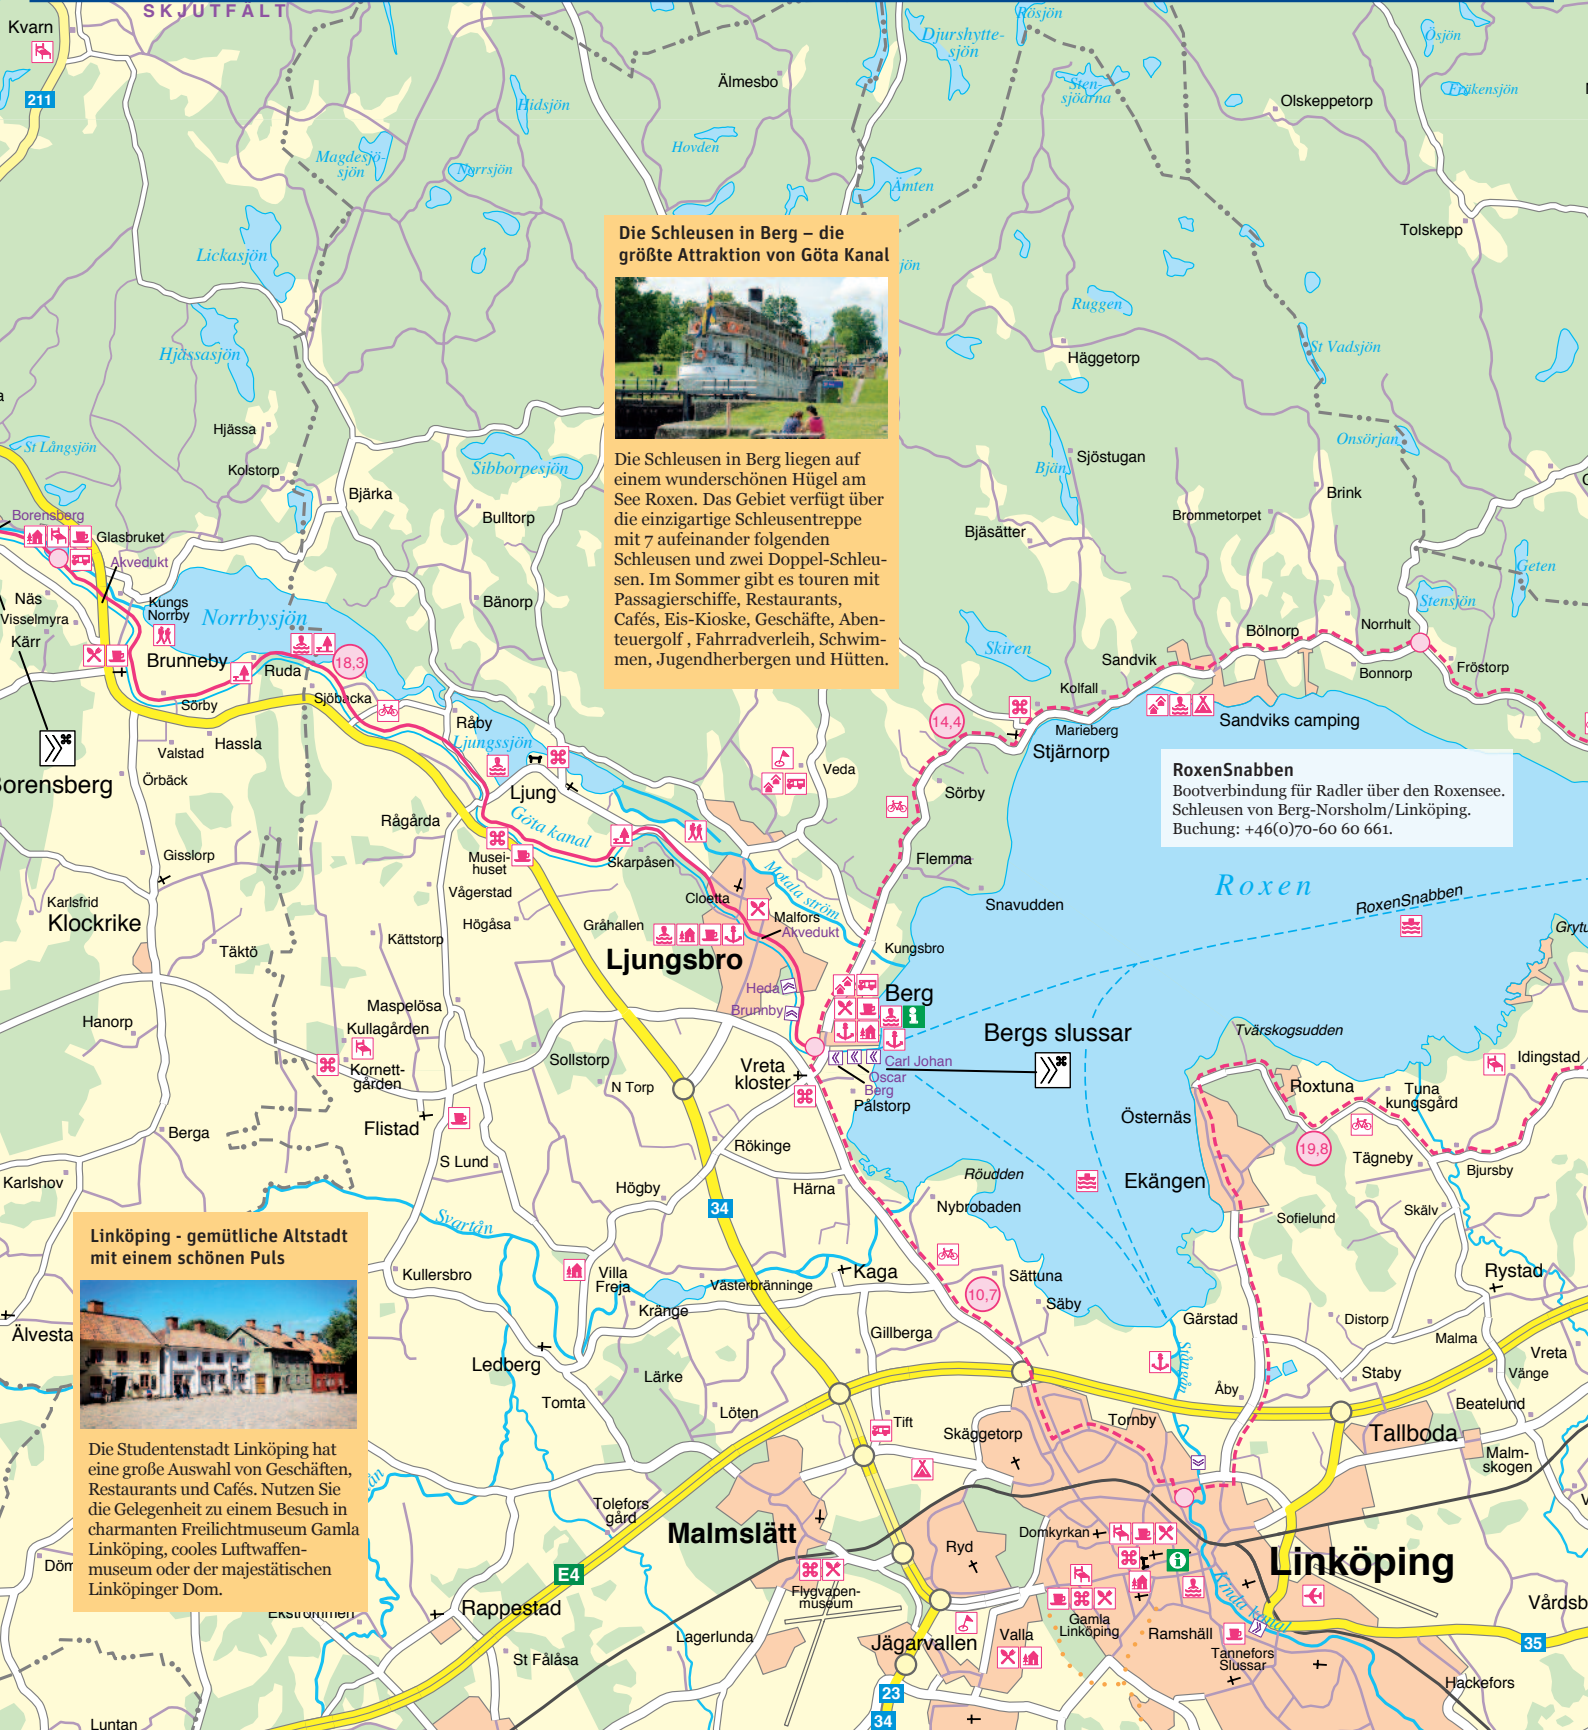 SKJUTFÄLT
Kvarn
211
Älmesbo
Djurshytte-
sjön
Rösjön
Sten-
sjöarna
Ösjön
Fräkensjön
Olskeppetorp
Hidsjön
Hovden
Magdesjö-
sjön
Norrsjön
Ämten
Tolskepp
Lickasjön
Die Schleusen in Berg – die
größte Attraktion von Göta Kanal
jön
Ruggen
Hjässasjön
Häggetorp
St Vadsjön
Hjässa
St Långsjön
Kolstorp
Sibborpesjön
Bjärka
Bulltorp
Onsörjan
Sjöstugan
Bjän
Brink
Brommetorpet
Bjäsätter
Die Schleusen in Berg liegen auf
einem wunderschönen Hügel am
See Roxen. Das Gebiet verfügt über
die einzigartige Schleusentreppe
mit 7 aufeinander folgenden
Schleusen und zwei Doppel-Schleu-
sen. Im Sommer gibt es touren mit
Passagierschiffe, Restaurants,
Cafés, Eis-Kioske, Geschäfte, Aben-
teuergolf , Fahrradverleih, Schwim-
men, Jugendherbergen und Hütten.
Borensberg
Glasbruket
Akvedukt
Geten
Stensjön
Näs
Visselmyra
Kärr
Kungs
Norrby
Norrbysjön
Bänorp
Skiren
Bölnorp
Norrhult
Brunneby
Ruda
18,3
Sandvik
Bonnorp
Fröstorp
Sörby
Sjöbacka
Kolfall
Marieberg
Sandviks camping
14,4
Stjärnorp
Råby
Ljungssjön
Valstad
Hassla
Örbäck
orensberg
Veda
Ljung
Sörby
RoxenSnabben
Bootverbindung für Radler über den Roxensee.
Schleusen von Berg-Norsholm/Linköping.
Buchung: +46(0)70-60 60 661.
Rågårda
Göta kanal
Gisslorp
Musei-
huset
Skarpåsen
Flemma
Motala ström
Roxen
RoxenSnabben
Karlsfrid
Klockrike
Vågerstad
Högåsa
Cloetta
Malfors
Akvedukt
Snavudden
Gråhallen
Kättstorp
Täktö
Ljungsbro
Kungsbro
Grytu
Heda
Berg
Brunnby
Maspelösa
Hanorp
Kullagården
Kornett-
gården
Bergs slussar
Tvärskogsudden
Idingstad
Sollstorp
N Torp
Vreta
kloster
Carl Johan
Oscar
Berg
Pålstorp
Roxtuna
Tuna
kungsgård
Östernäs
Flistad
Berga
Rökinge
19,8
Tägneby
Bjursby
S Lund
Karlshov
Högby
Härna
Röudden
Ekängen
34
Nybrobaden
Sofielund
Skälv
Svartån
Linköping - gemütliche Altstadt
mit einem schönen Puls
Kullersbro
Villa
Freja
Västerbränninge
Kaga
Sättuna
10,7
Säby
Rystad
Kränge
Gärstad
Distorp
Malma
Älvesta
Gillberga
Stångån
Vreta
Ledberg
Lärke
Åby
Staby
Vänge
Tomta
Löten
Tift
Tornby
Beatelund
Skäggetorp
Tallboda
Malm-
skogen
Die Studentenstadt Linköping hat
eine große Auswahl von Geschäften,
Restaurants und Cafés. Nutzen Sie
die Gelegenheit zu einem Besuch in
charmanten Freilichtmuseum Gamla
Linköping, cooles Luftwaffen-
museum oder der majestätischen
Linköpinger Dom.
ån
Tolefors
gård
Malmslätt
Domkyrkan
Ryd
Linköping
Döm
E4
Flygvapen-
museum
Kinda kanal
Ekströmmen
Rappestad
Gamla
Linköping
Vårdsb
Lagerlunda
Jägarvallen
Valla
Ramshäll
Tannefors
Slussar
35
St Fålåsa
Hackefors
23
34
Luntan